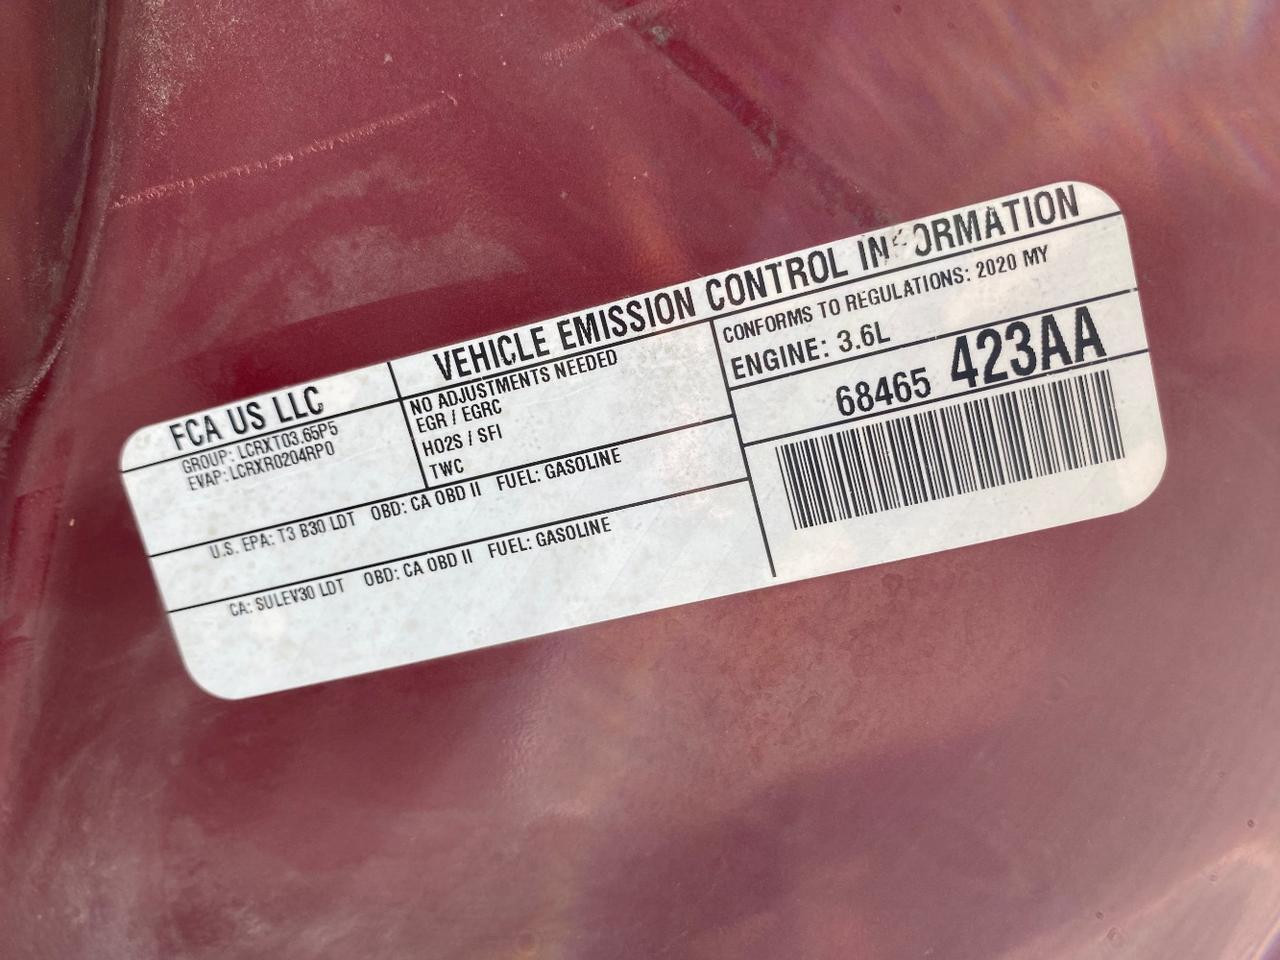 VEHICLE EMISSION CONTROL INFORMATION
FCA US LLC
GROUP: LCRXT03.65P5
EVAP: LCRXR0204RP0
NO ADJUSTMENTS NEEDED
EGR / EGRC
HO2S / SFI
TWC
CONFORMS TO REGULATIONS: 2020 MY
ENGINE: 3.6L
68465 423AA
U.S. EPA: T3 B30 LDT OBD: CA OBD II FUEL: GASOLINE
CA: SULEV30 LDT OBD: CA OBD II FUEL: GASOLINE